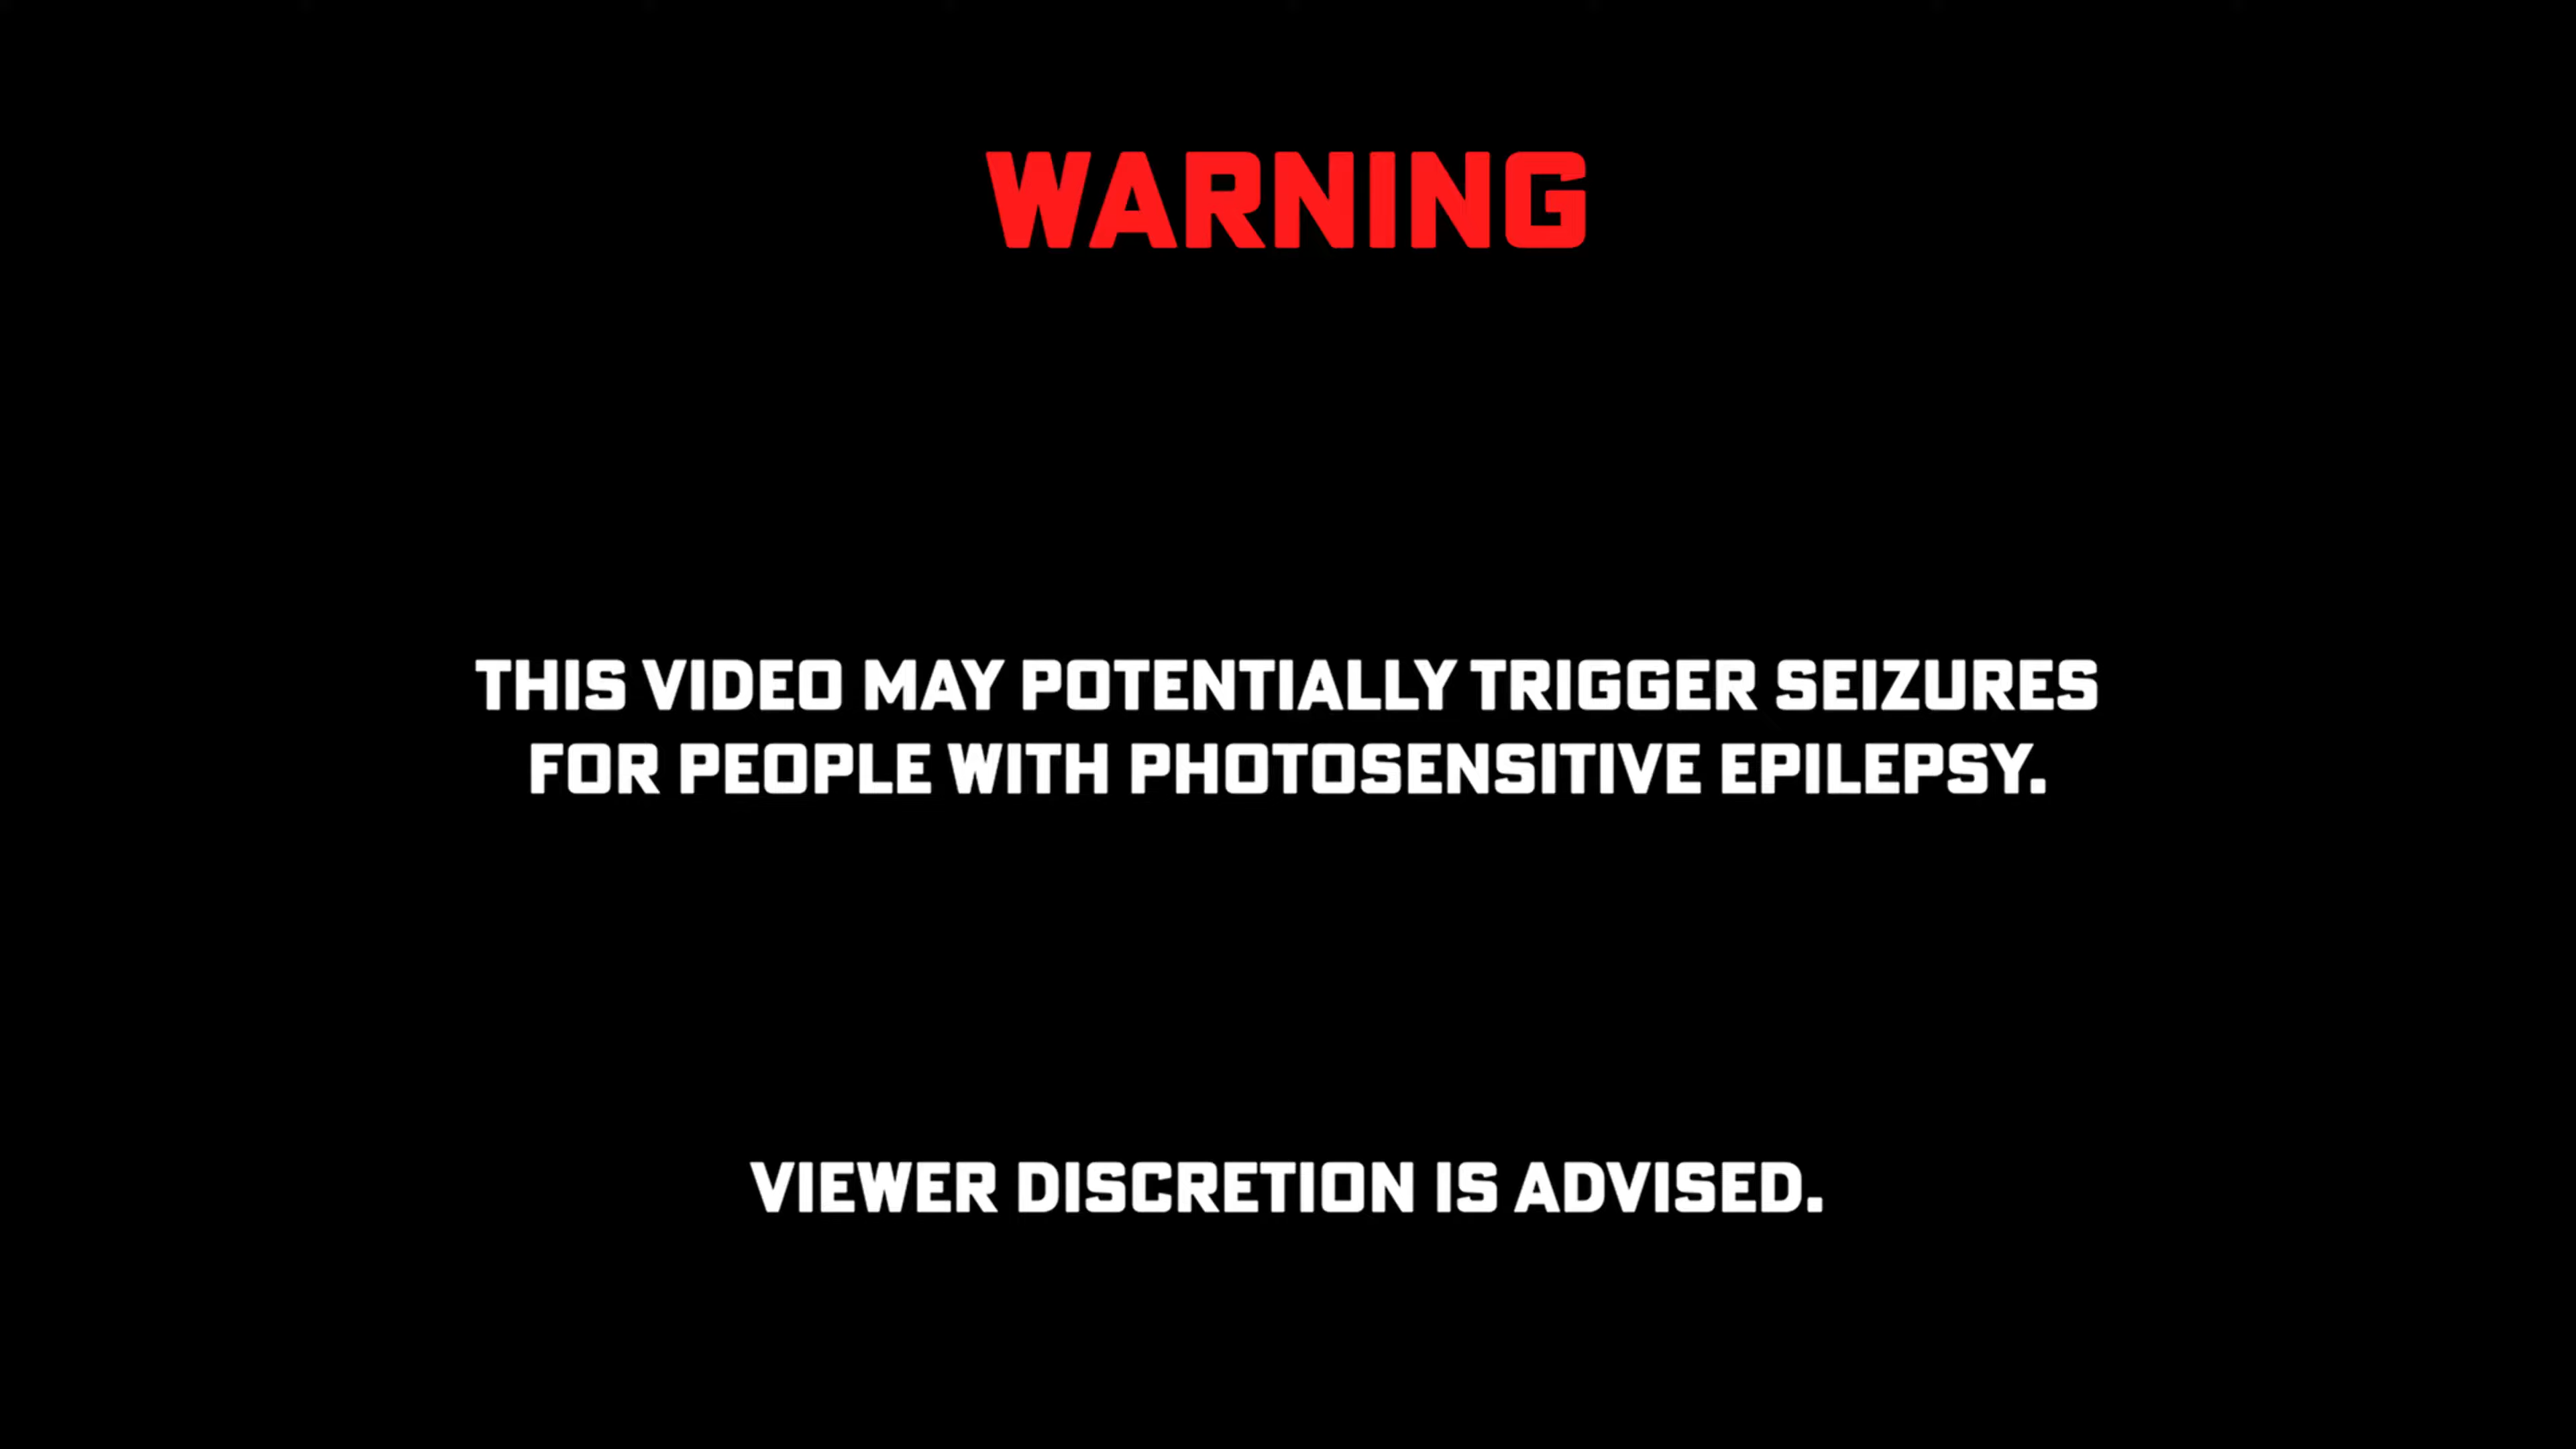 WARNING
THIS VIDEO MAY POTENTIALLY TRIGGER SEIZURES
FOR PEOPLE WITH PHOTOSENSITIVE EPILEPSY.
VIEWER DISCRETION IS ADVISED.